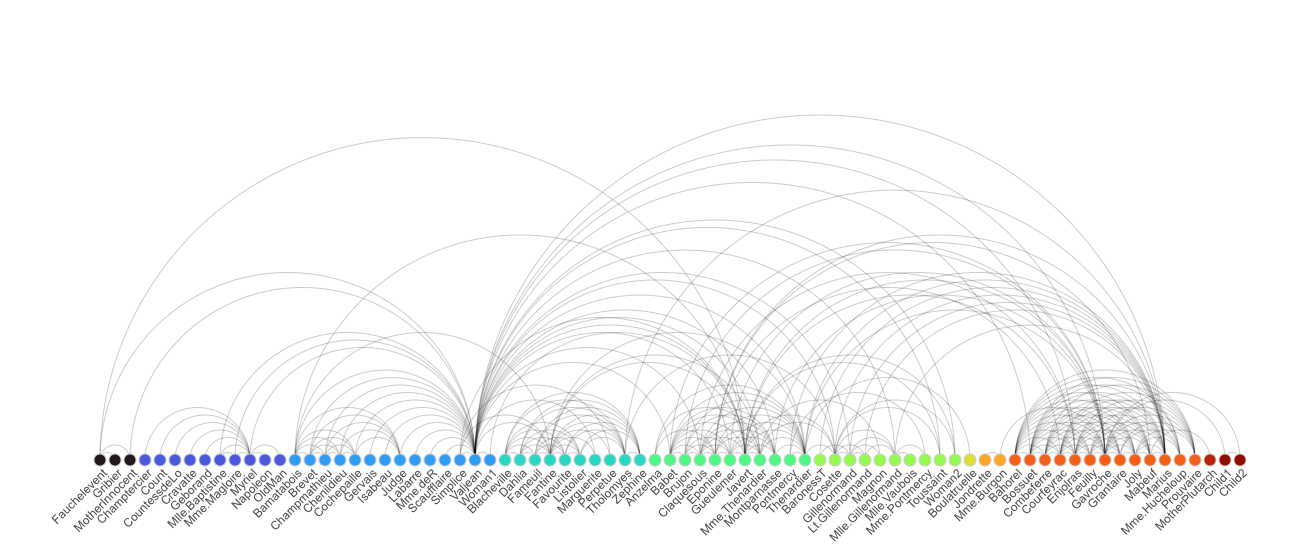 Fauchelevent
Gribier
MotherInnocent
Champtercier
Count
CountessdeLo
Cravatte
Geborand
Mlle.Baptistine
Mme.Magloire
Myriel
Napoleon
OldMan
Bamatabois
Brevet
Champmathieu
Chenildieu
Cochepaille
Gervais
Isabeau
Judge
Labarre
Mme.deR
Scaufflaire
Simplice
Valjean
Woman1
Blacheville
Dahlia
Fameuil
Fantine
Favourite
Listolier
Marguerite
Perpetue
Tholomyes
Zephine
Anzelma
Babet
Brujon
Claquesous
Eponine
Gueulemer
Javert
Mme.Thenardier
Montparnasse
Pontmercy
Thenardier
BaronessT
Cosette
Gillenormand
Lt.Gillenormand
Magnon
Mlle.Gillenormand
Mlle.Vaubois
Mme.Pontmercy
Toussaint
Woman2
Boulatruelle
Jondrette
Mme.Burgon
Bahorel
Bossuet
Combeferre
Courfeyrac
Enjolras
Feuilly
Gavroche
Grantaire
Joly
Mabeuf
Marius
Mme.Hucheloup
Prouvaire
MotherPlutarch
Child1
Child2